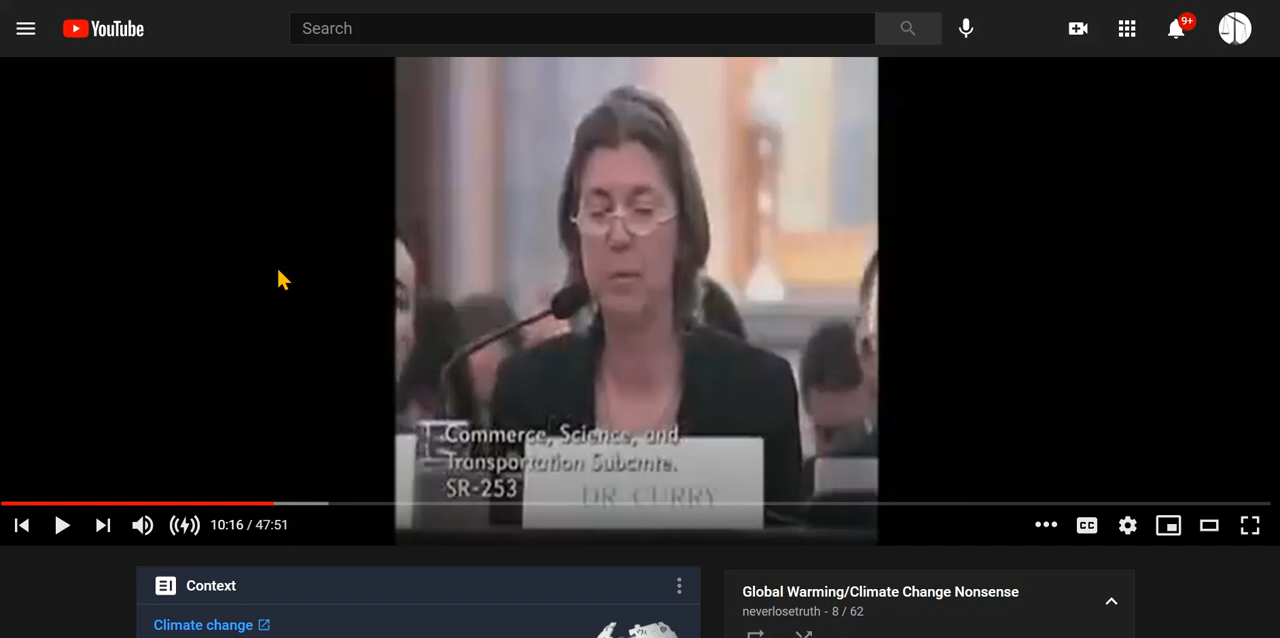 YouTube
Search
9+
Commerce, Science, and
Transportation Subcmte.
SR-253
DR. CURRY
10:16 / 47:51
CC
Context
Climate change
Global Warming/Climate Change Nonsense
neverlosetruth - 8 / 62